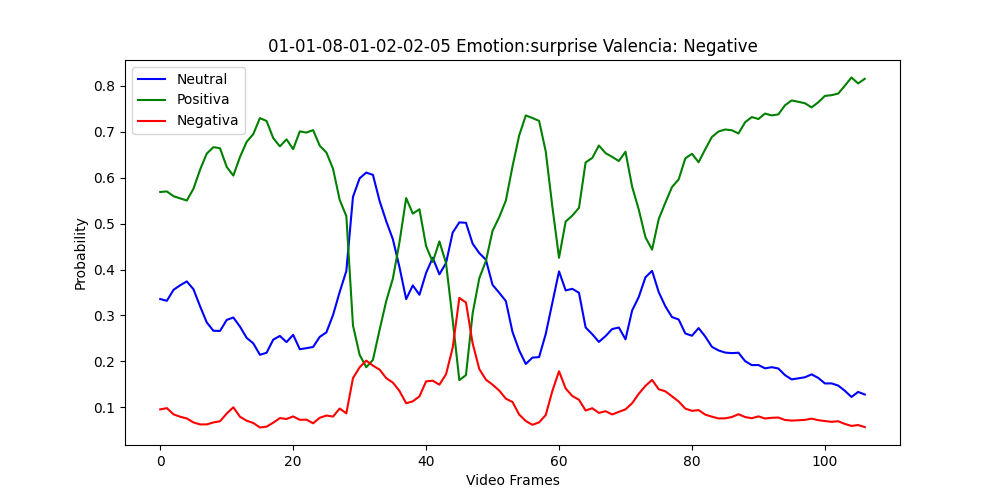 01-01-08-01-02-02-05 Emotion:surprise Valencia: Negative
Neutral
Positiva
Negativa
Probability
0.8
0.7
0.6
0.5
0.4
0.3
0.2
0.1
0 20 40 60 80 100
Video Frames